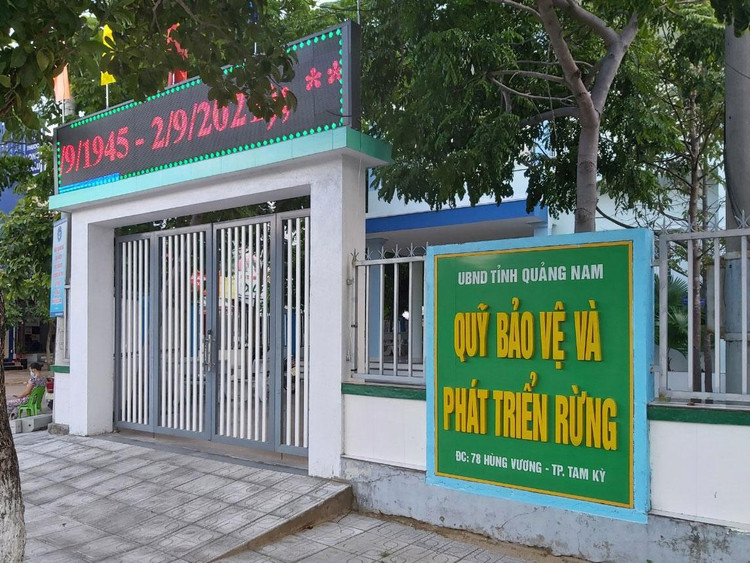 /9/1945 - 2/9/202
UBND TỈNH QUẢNG NAM
QUỸ BẢO VỆ VÀ
PHÁT TRIỂN RỪNG
ĐC: 78 HÙNG VƯƠNG - TP. TAM KỲ